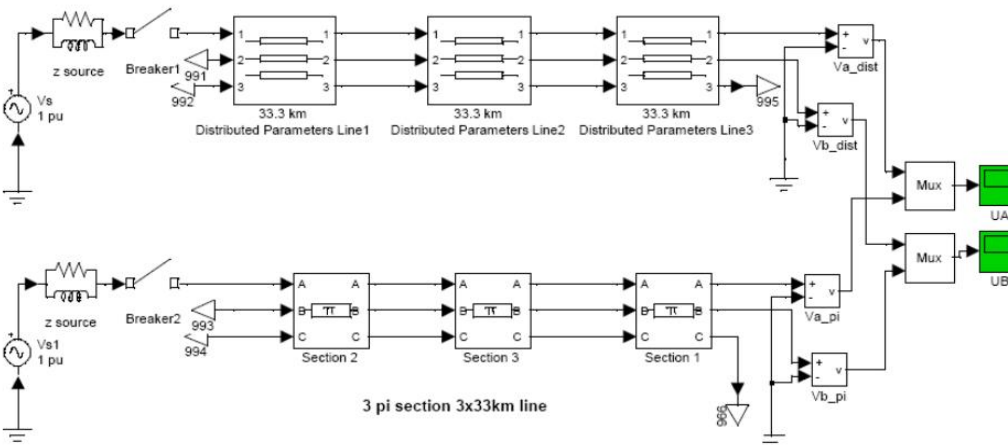 z source
Breaker1
Vs
1 pu
991
992
1 1
2 2
3 3
33.3 km
Distributed Parameters Line1
1 1
2 2
3 3
33.3 km
Distributed Parameters Line2
1 1
2 2
3 3
33.3 km
Distributed Parameters Line3
995
+ v
-
Va_dist
+ v
-
Vb_dist
Mux
UA
Mux
UB
z source
Breaker2
Vs1
1 pu
993
994
A A
B π B
C C
Section 2
A A
B π B
C C
Section 3
A A
B π B
C C
Section 1
996
+ v
-
Va_pi
+ v
-
Vb_pi
3 pi section 3x33km line